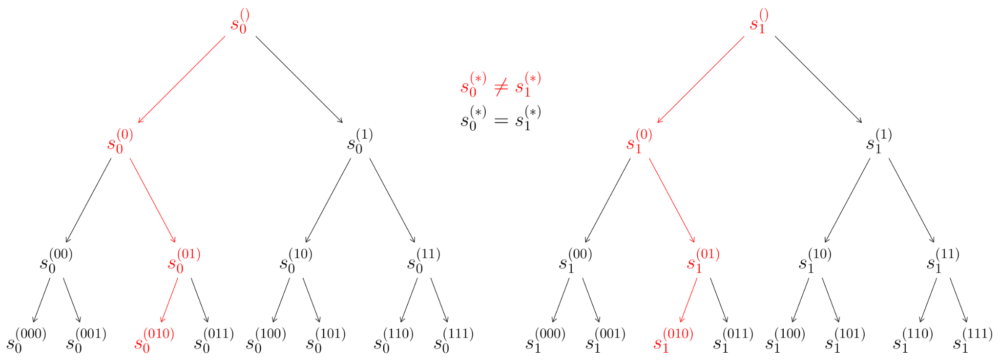 s_0^{()} s_1^{()}
s_0^{(*)} ≠ s_1^{(*)}
s_0^{(*)} = s_1^{(*)}
s_0^{(0)} s_0^{(1)} s_1^{(0)} s_1^{(1)}
s_0^{(00)} s_0^{(01)} s_0^{(10)} s_0^{(11)} s_1^{(00)} s_1^{(01)} s_1^{(10)} s_1^{(11)}
s_0^{(000)} s_0^{(001)} s_0^{(010)} s_0^{(011)} s_0^{(100)} s_0^{(101)} s_0^{(110)} s_0^{(111)} s_1^{(000)} s_1^{(001)} s_1^{(010)} s_1^{(011)} s_1^{(100)} s_1^{(101)} s_1^{(110)} s_1^{(111)}